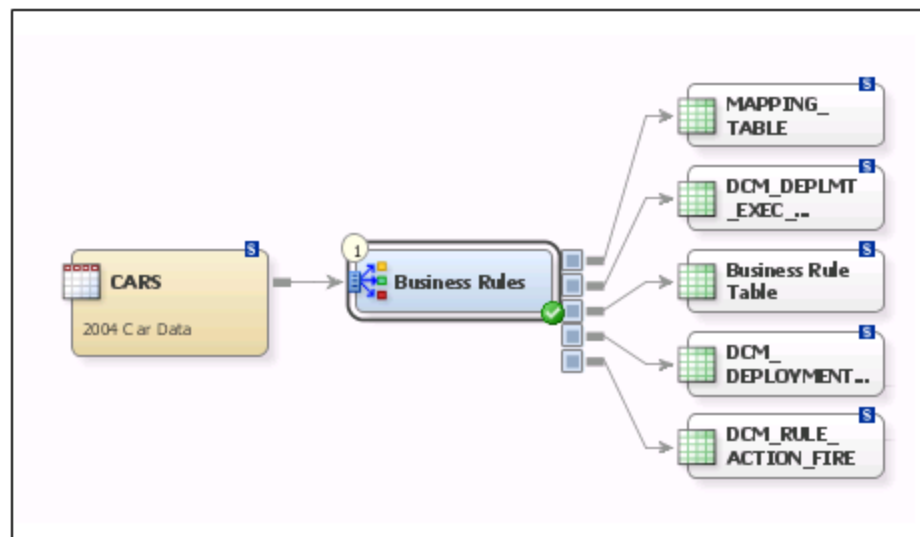 S
MAPPING_
TABLE
S
DCM_DEPLMT
_EXEC_...
S
CARS
2004 Car Data
1
Business Rules
S
Business Rule
Table
S
DCM_
DEPLOYMENT...
S
DCM_RULE_
ACTION_FIRE